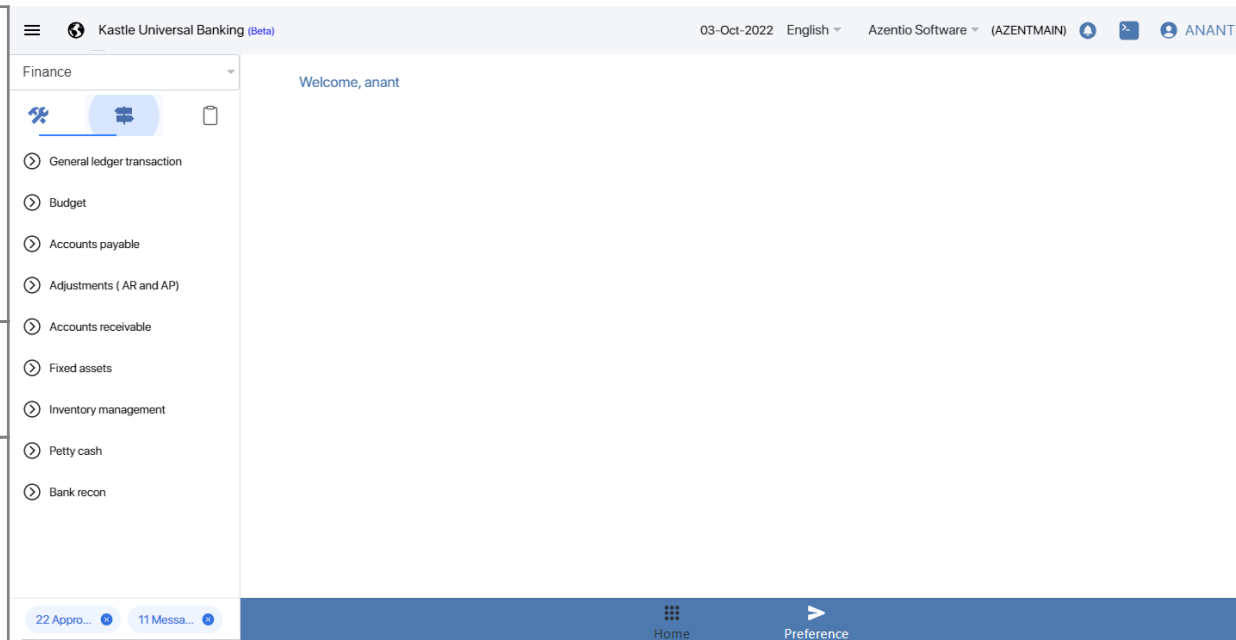 Kastle Universal Banking (Beta) 03-Oct-2022 English Azentio Software (AZENTMAIN) ANANT
Finance
Welcome, anant
General ledger transaction
Budget
Accounts payable
Adjustments ( AR and AP)
Accounts receivable
Fixed assets
Inventory management
Petty cash
Bank recon
22 Appro... 11 Messa...
Home Preference